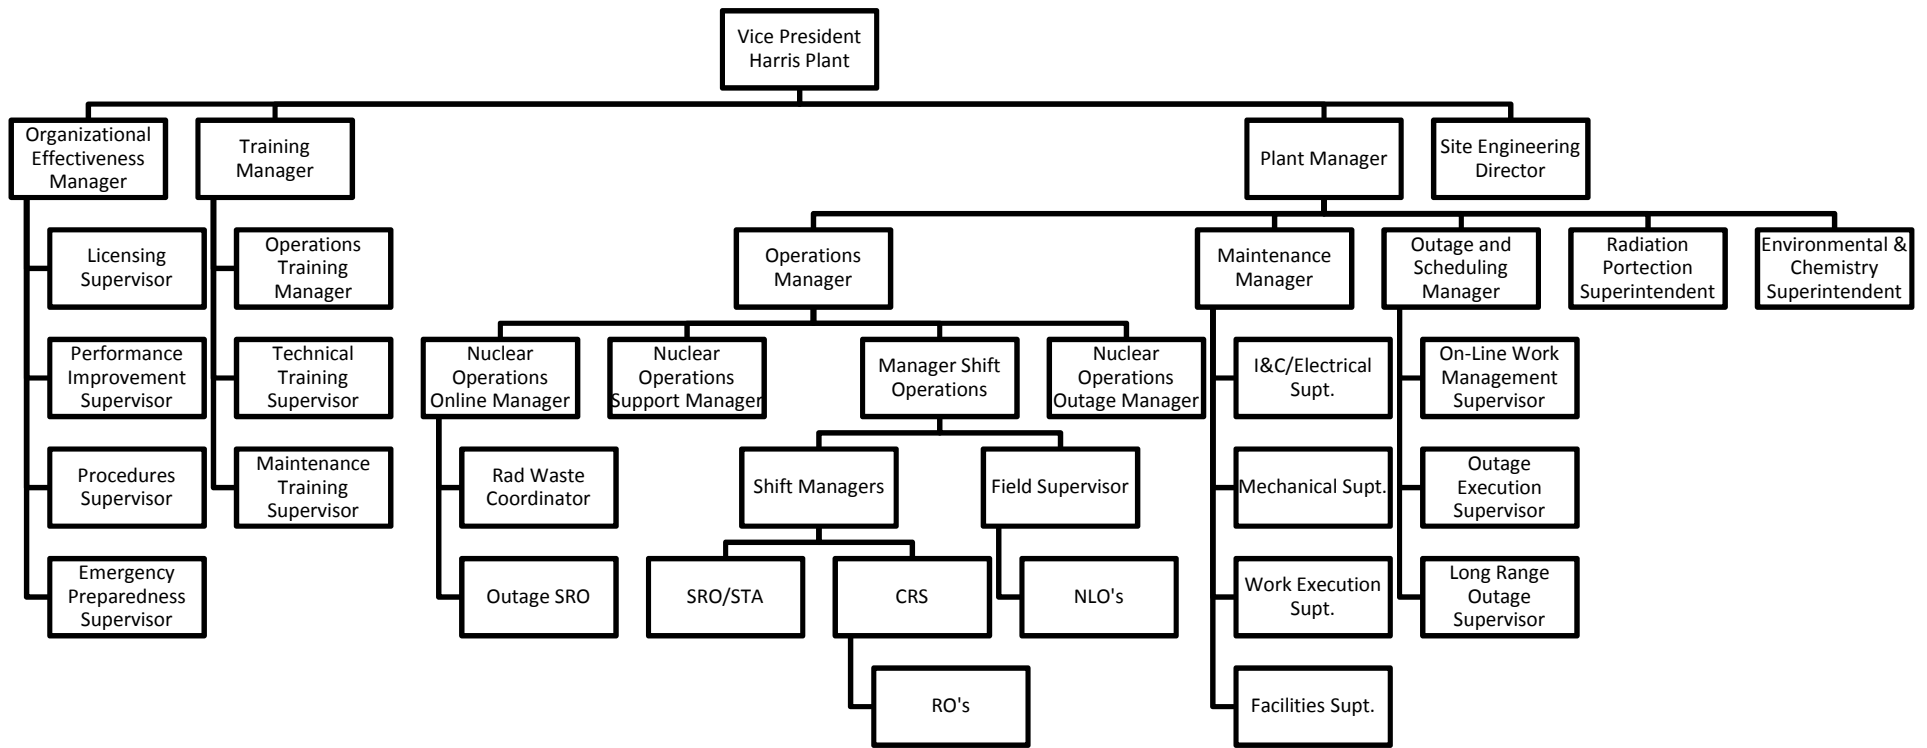 Vice President
Harris Plant
Organizational
Effectiveness
Manager
Training
Manager
Plant Manager
Site Engineering
Director
Licensing
Supervisor
Operations
Training
Manager
Operations
Manager
Maintenance
Manager
Outage and
Scheduling
Manager
Radiation
Portection
Superintendent
Environmental &
Chemistry
Superintendent
Performance
Improvement
Supervisor
Technical
Training
Supervisor
Nuclear
Operations
Online Manager
Nuclear
Operations
Support Manager
Manager Shift
Operations
Nuclear
Operations
Outage Manager
I&C/Electrical
Supt.
On-Line Work
Management
Supervisor
Procedures
Supervisor
Maintenance
Training
Supervisor
Rad Waste
Coordinator
Shift Managers
Field Supervisor
Mechanical Supt.
Outage
Execution
Supervisor
Emergency
Preparedness
Supervisor
Outage SRO
SRO/STA
CRS
NLO's
Work Execution
Supt.
Long Range
Outage
Supervisor
RO's
Facilities Supt.